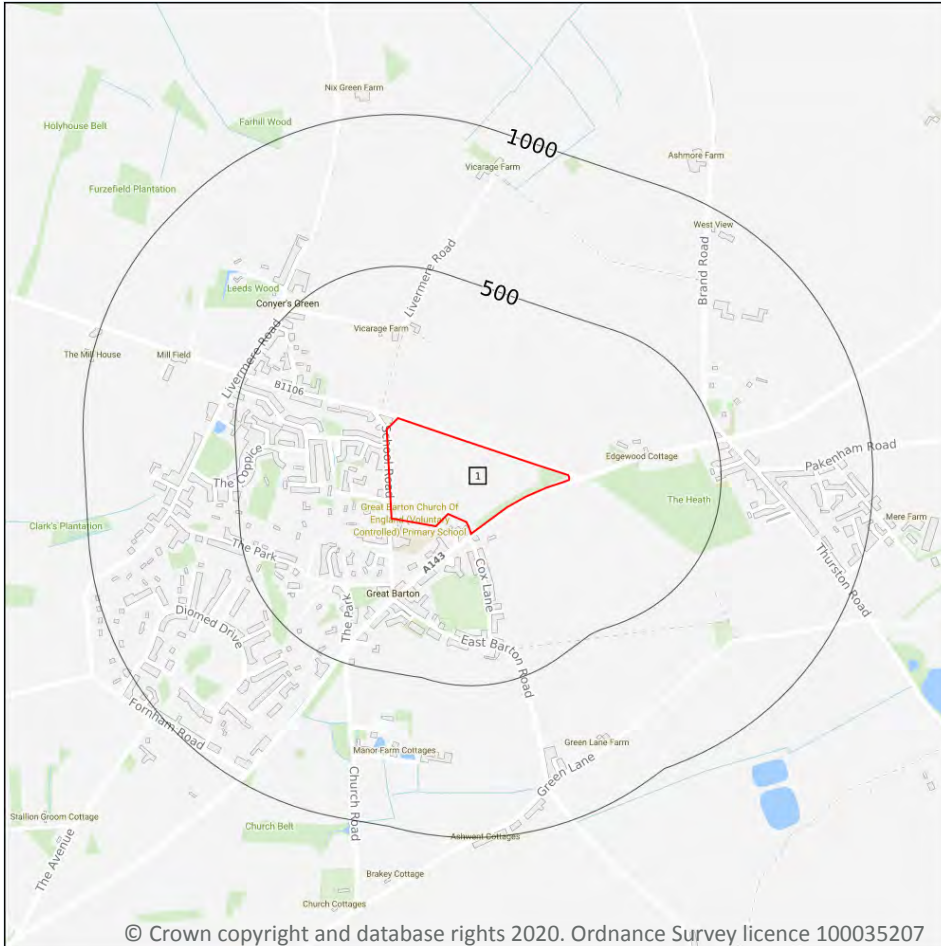 Nix Green Farm
Farhill Wood
Holyhouse Belt
1000
Vicarage Farm
Ashmore Farm
Furzefield Plantation
West View
Livermere Road
Brand Road
Leeds Wood
500
Conyer's Green
Vicarage Farm
The Mill House
Mill Field
Livermere Road
B1106
School Road
Edgewood Cottage
Pakenham Road
1
The Coppice
The Heath
Great Barton Church Of
England (Voluntary
Controlled) Primary School
Clark's Plantation
Mere Farm
The Park
A143
Cox Lane
Thurston Road
Great Barton
The Park
Diomed Drive
East Barton Road
Fornham Road
Green Lane Farm
Manor Farm Cottages
Green Lane
Church Road
Stallion Groom Cottage
Church Belt
Ashwent Cottages
The Avenue
Brakey Cottage
Church Cottages
© Crown copyright and database rights 2020. Ordnance Survey licence 100035207